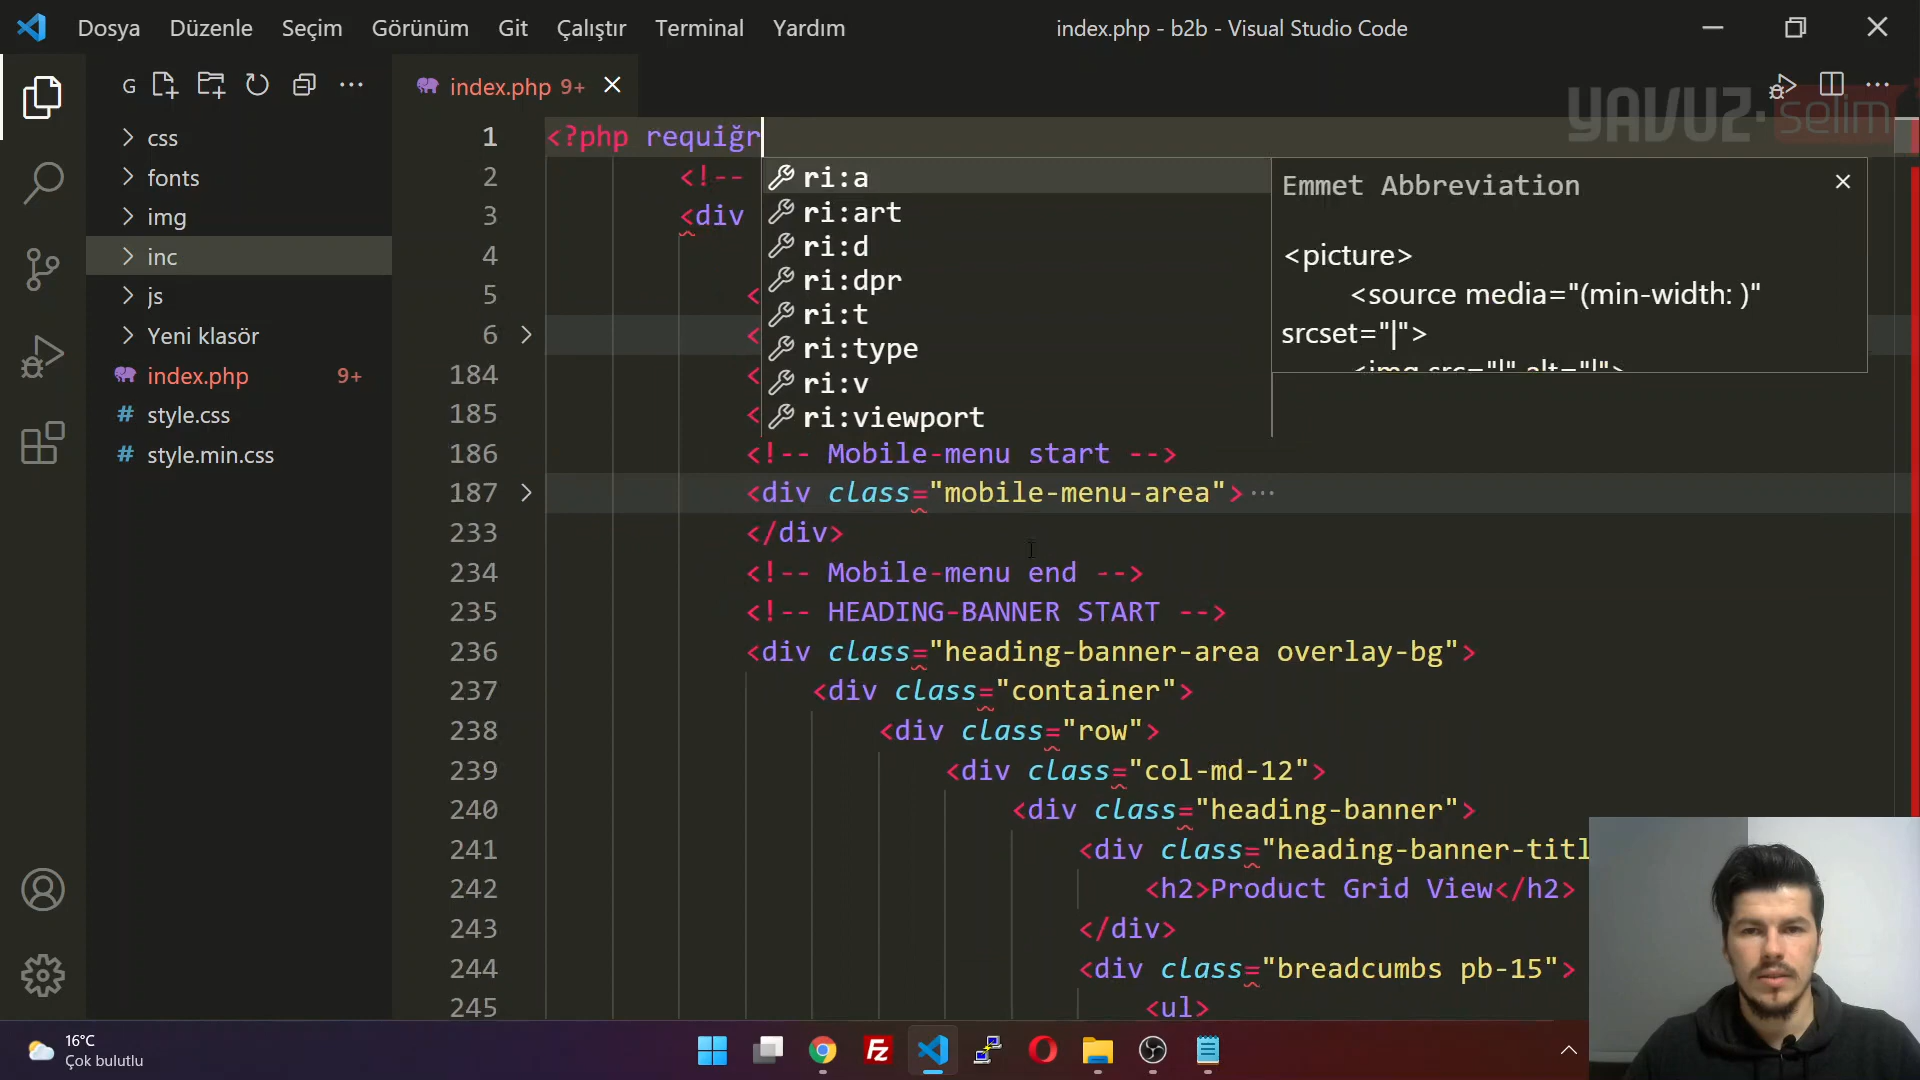 Dosya Düzenle Seçim Görünüm Git Çalıştır Terminal Yardım
index.php - b2b - Visual Studio Code
G
index.php 9+
YAVUZ·selim
css
fonts
img
inc
js
Yeni klasör
index.php 9+
style.css
style.min.css
1 <?php requiğr
2 <!--
3 <div
4
5 <
6 <
184 <
185 <
186 <!-- Mobile-menu start -->
187 <div class="mobile-menu-area"> ···
233 </div>
234 <!-- Mobile-menu end -->
235 <!-- HEADING-BANNER START -->
236 <div class="heading-banner-area overlay-bg">
237 <div class="container">
238 <div class="row">
239 <div class="col-md-12">
240 <div class="heading-banner">
241 <div class="heading-banner-titl
242 <h2>Product Grid View</h2>
243 </div>
244 <div class="breadcumbs pb-15">
245 <ul>
ri:a
ri:art
ri:d
ri:dpr
ri:t
ri:type
ri:v
ri:viewport
Emmet Abbreviation
<picture>
<source media="(min-width: )"
srcset="|">
<img src="|" alt="|">
16°C
Çok bulutlu